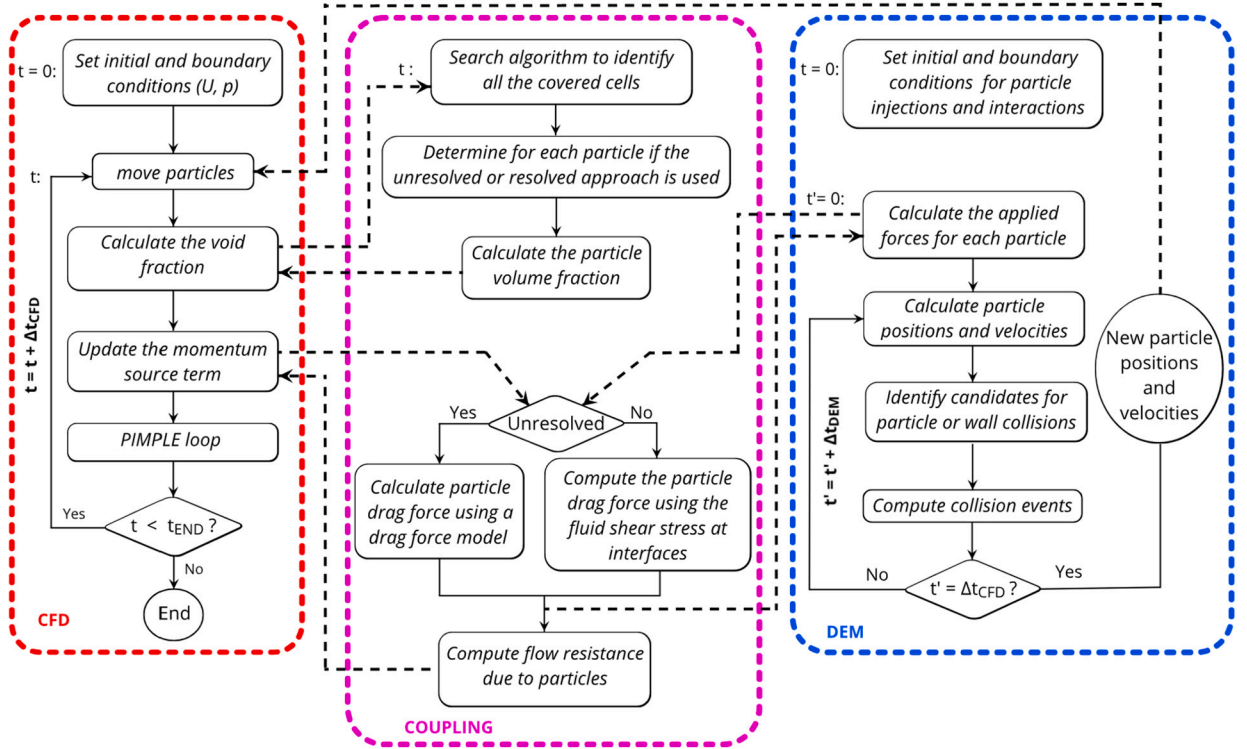 t = 0:
Set initial and boundary
conditions (U, p)
t:
move particles
Calculate the void
fraction
Update the momentum
source term
PIMPLE loop
t = t + ΔtCFD
Yes
t < tEND ?
No
End
CFD
t :
Search algorithm to identify
all the covered cells
Determine for each particle if the
unresolved or resolved approach is used
Calculate the particle
volume fraction
Yes
Unresolved
No
Calculate particle
drag force using a
drag force model
Compute the particle
drag force using the
fluid shear stress at
interfaces
Compute flow resistance
due to particles
COUPLING
t = 0:
Set initial and boundary
conditions for particle
injections and interactions
t'= 0:
Calculate the applied
forces for each particle
Calculate particle
positions and velocities
Identify candidates for
particle or wall collisions
Compute collision events
t' = t' + ΔtDEM
No
t' = ΔtCFD ?
Yes
New particle
positions
and
velocities
DEM